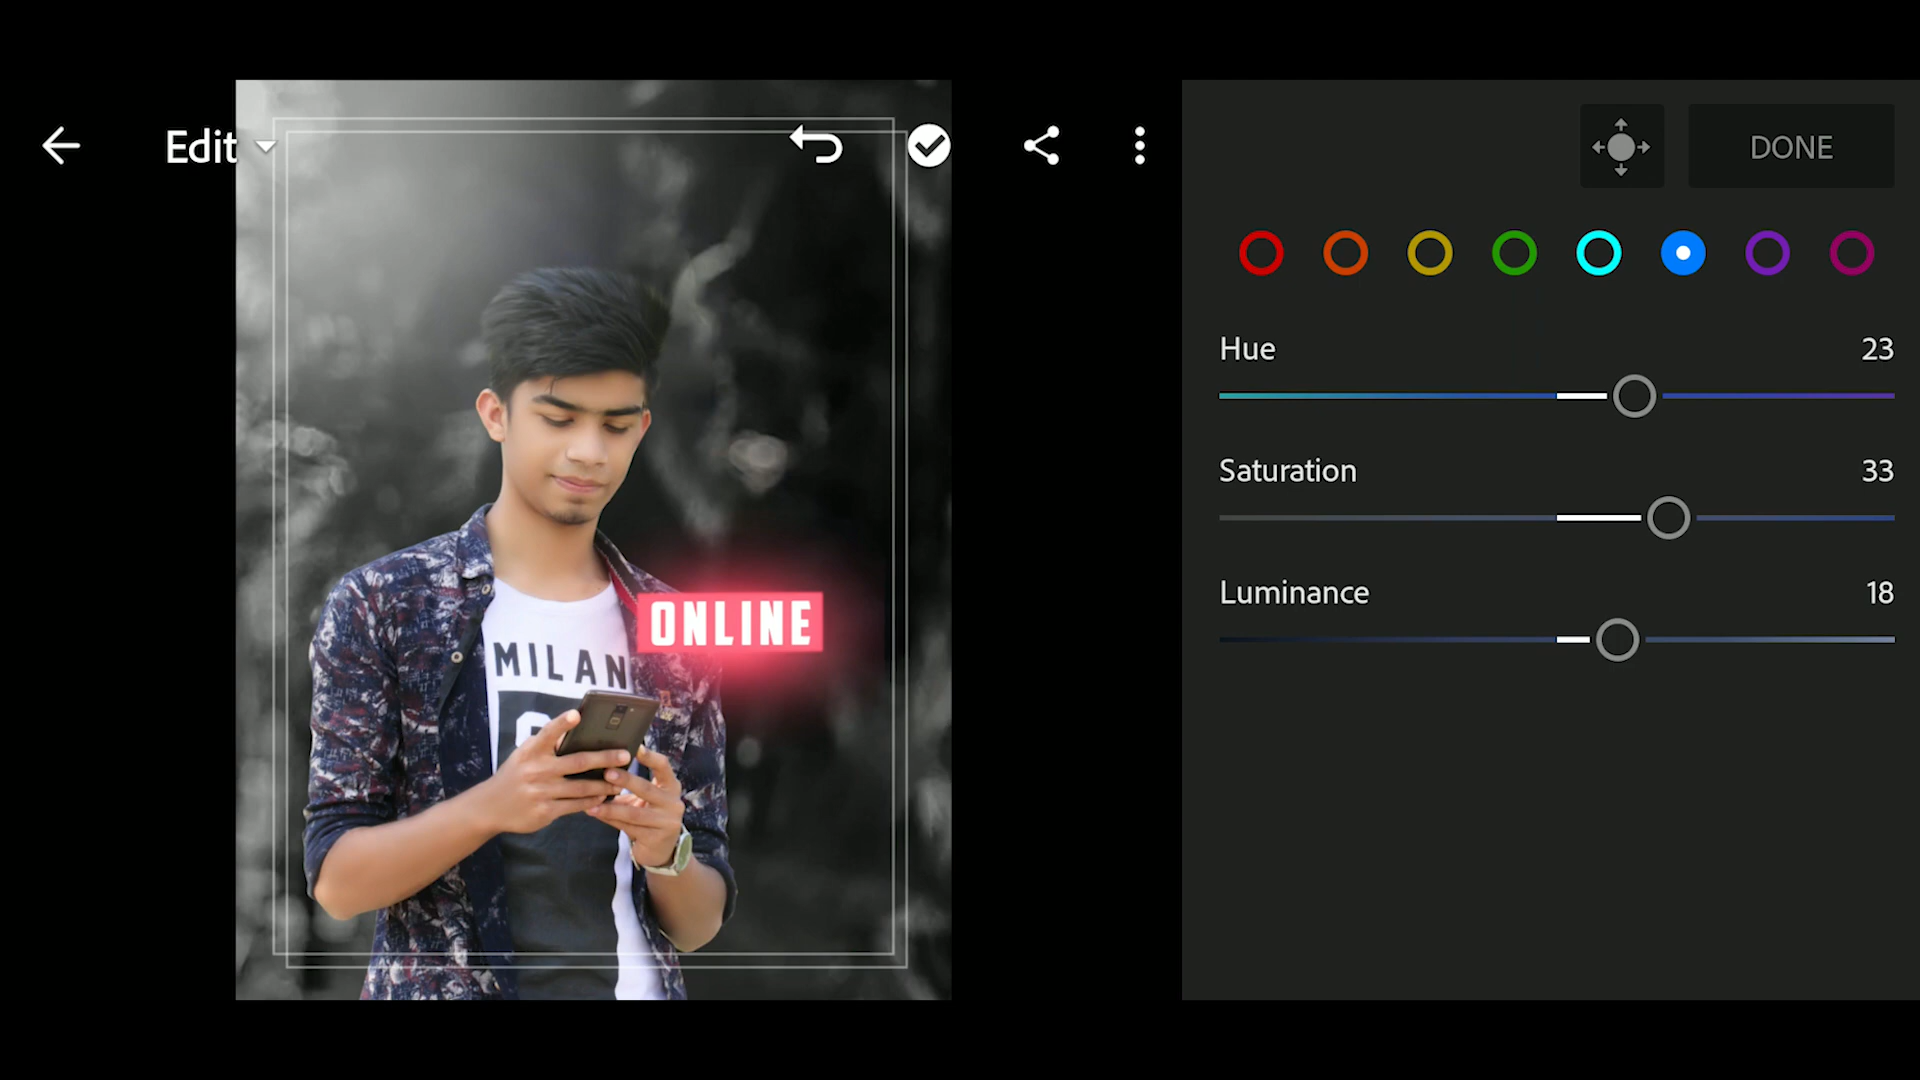 Edit
DONE
Hue 23
Saturation 33
Luminance 18
ONLINE
MILAN